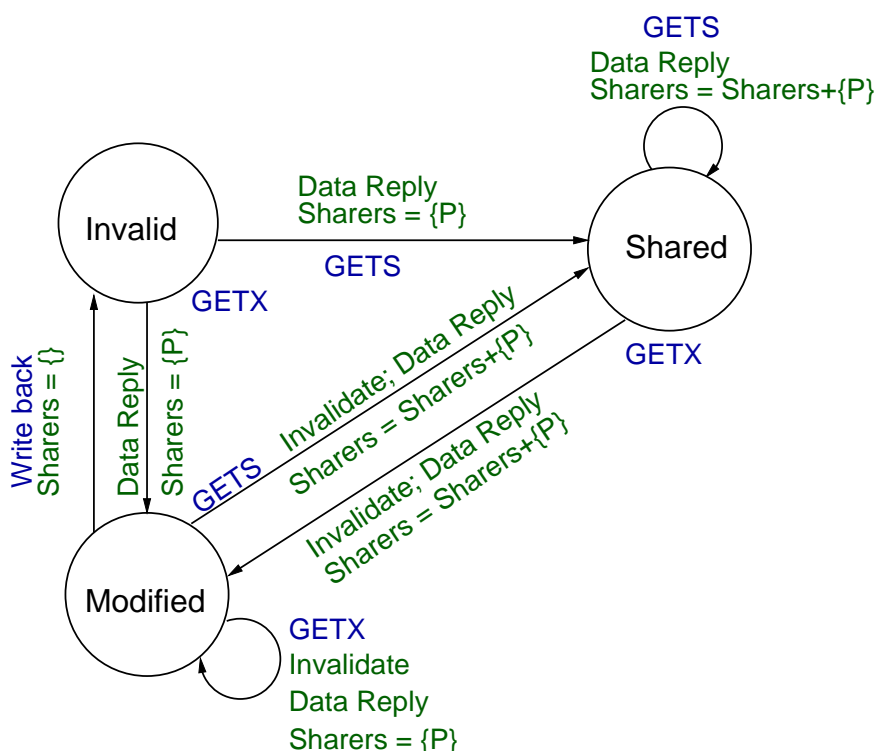 GETS
Data Reply
Sharers = Sharers+{P}
Invalid
Data Reply
Sharers = {P}
GETS
Shared
GETX
GETX
Write back
Sharers = {}
Data Reply
Sharers = {P}
GETS
Invalidate; Data Reply
Sharers = Sharers+{P}
Invalidate; Data Reply
Sharers = Sharers+{P}
Modified
GETX
Invalidate
Data Reply
Sharers = {P}